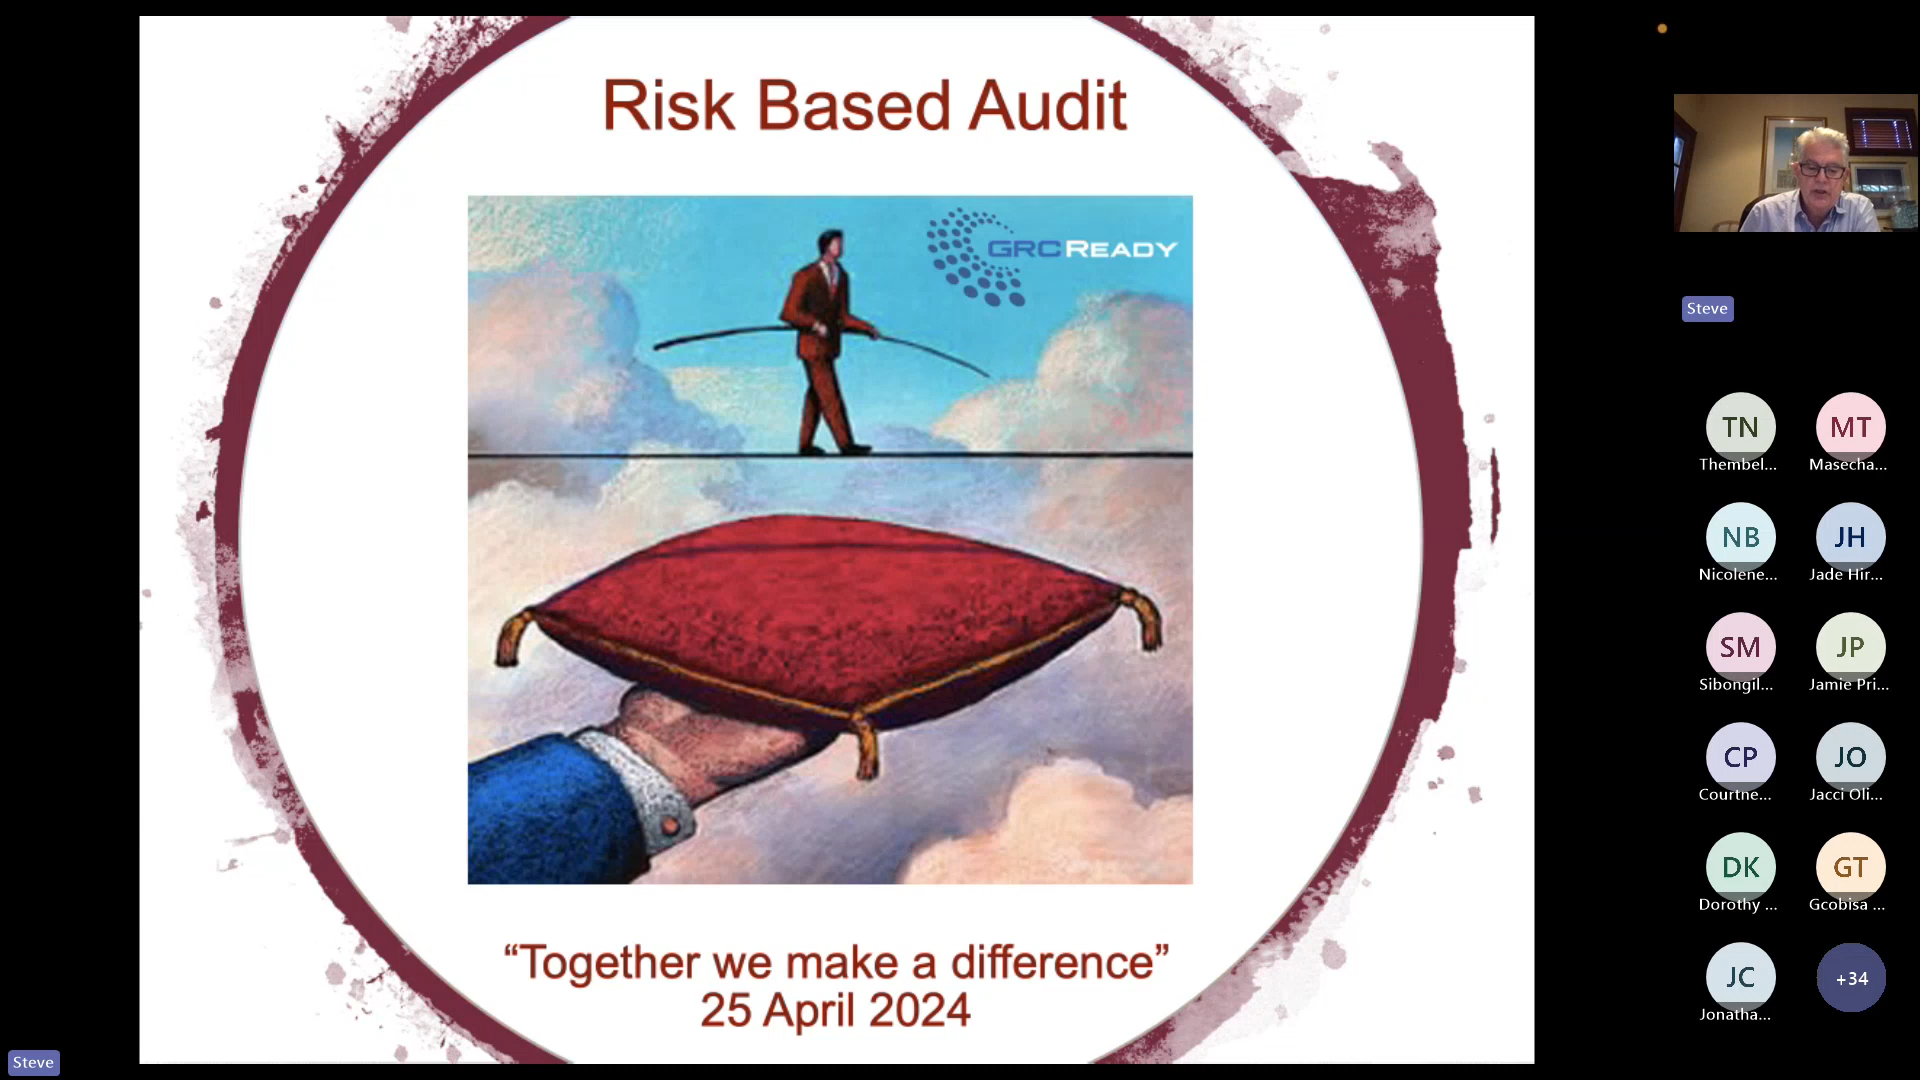 Risk Based Audit
GRCREADY
“Together we make a difference”
25 April 2024
Steve
Steve
TN
Thembel...
MT
Masecha...
NB
Nicolene...
JH
Jade Hir...
SM
Sibongil...
JP
Jamie Pri...
CP
Courtne...
JO
Jacci Oli...
DK
Dorothy ...
GT
Gcobisa ...
JC
Jonatha...
+34